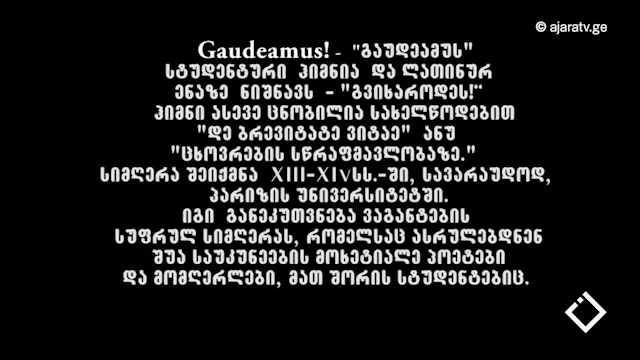 © ajaratv.ge
Gaudeamus! - "გაუდეამუს"
სტუდენტური ჰიმნია და ლათინურ
ენაზე ნიშნავს - "გვიხაროდეს!"
ჰიმნი ასევე ცნობილია სახელწოდებით
"დე ბრევიტატე ვიტაე" ანუ
"ცხოვრების სწრაფმავლობაზე."
სიმღერა შეიქმნა XIII-XIVსს.-ში, სავარაუდოდ,
პარიზის უნივერსიტეტში.
იგი განეკუთვნება ვაგანტების
სუფრულ სიმღერას, რომელსაც ასრულებდნენ
შუა საუკუნეების მოხეტიალე პოეტები
და მომღერლები, მათ შორის სტუდენტებიც.